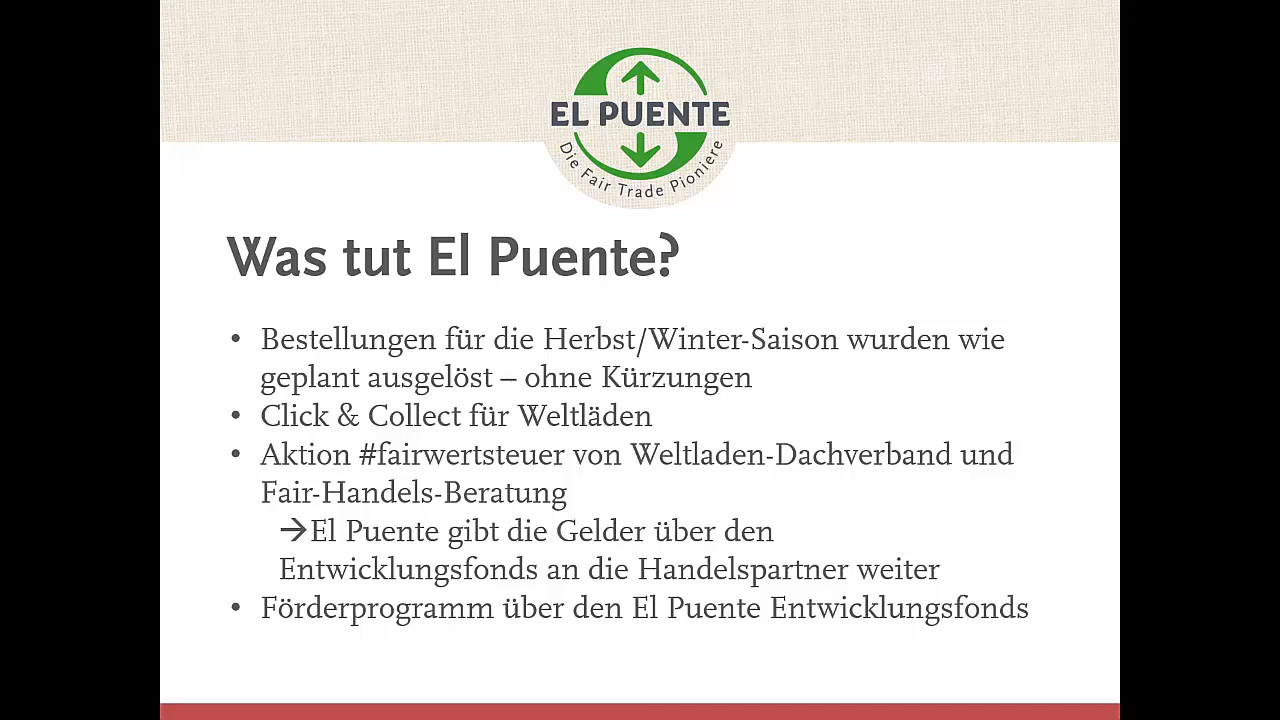 EL PUENTE
Die Fair Trade Pioniere
Was tut El Puente?
• Bestellungen für die Herbst/Winter-Saison wurden wie
geplant ausgelöst – ohne Kürzungen
• Click & Collect für Weltläden
• Aktion #fairwertsteuer von Weltladen-Dachverband und
Fair-Handels-Beratung
→El Puente gibt die Gelder über den
Entwicklungsfonds an die Handelspartner weiter
• Förderprogramm über den El Puente Entwicklungsfonds